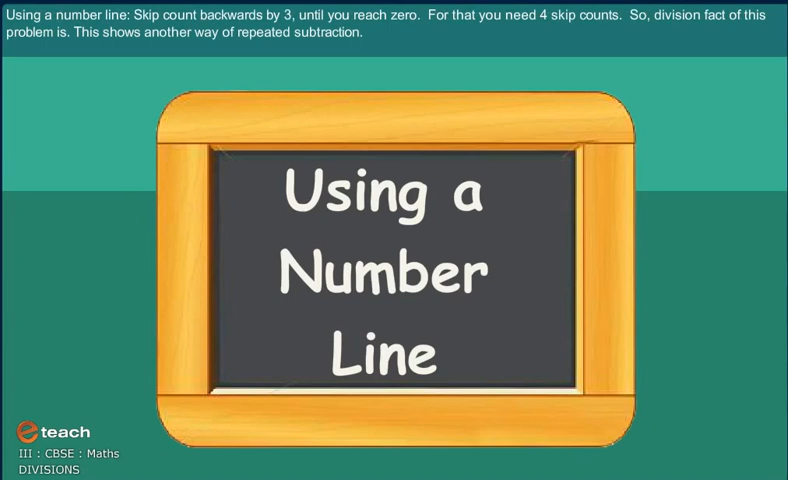 Using a number line: Skip count backwards by 3, until you reach zero.  For that you need 4 skip counts.  So, division fact of this
problem is. This shows another way of repeated subtraction.
Using a
Number
Line
e teach
III : CBSE : Maths
DIVISIONS